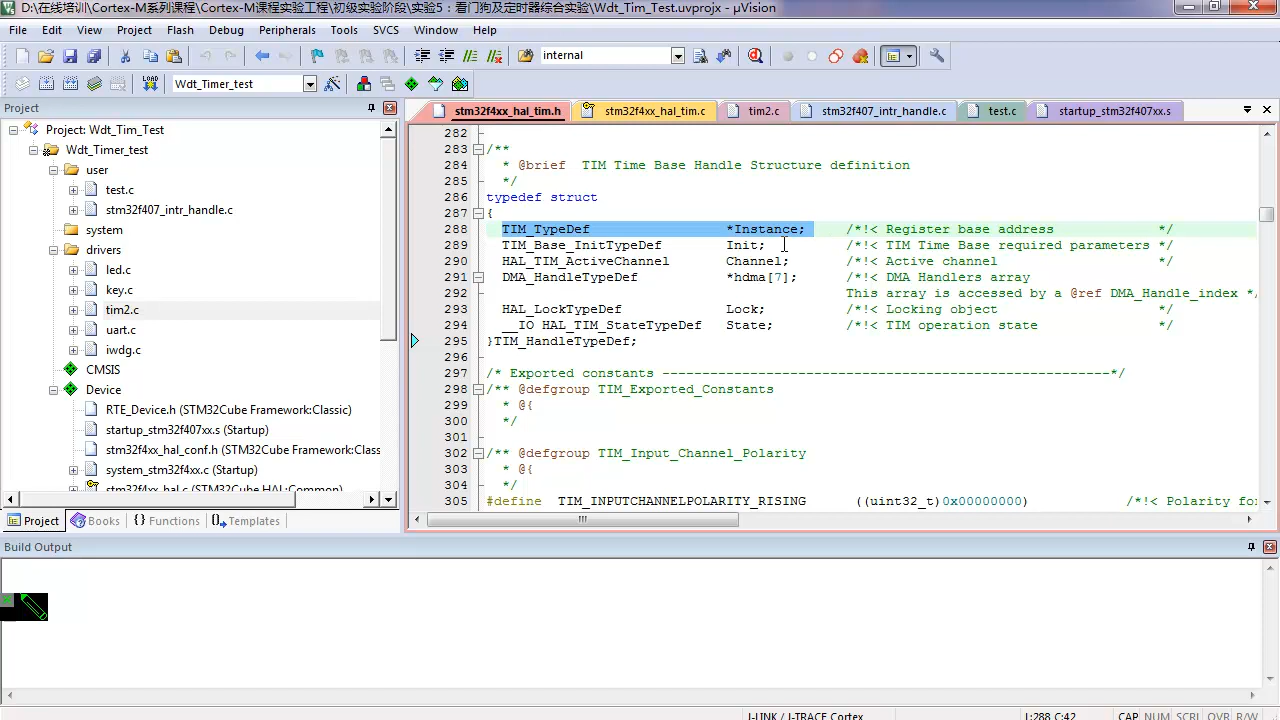 D:\在线培训\Cortex-M系列课程\Cortex-M课程实验工程\初级实验阶段\实验5：看门狗及定时器综合实验\Wdt_Tim_Test.uvprojx - µVision
File Edit View Project Flash Debug Peripherals Tools SVCS Window Help
internal
LOAD Wdt_Timer_test
Project
Project: Wdt_Tim_Test
Wdt_Timer_test
user
test.c
stm32f407_intr_handle.c
system
drivers
led.c
key.c
tim2.c
uart.c
iwdg.c
CMSIS
Device
RTE_Device.h (STM32Cube Framework:Classic)
startup_stm32f407xx.s (Startup)
stm32f4xx_hal_conf.h (STM32Cube Framework:Class
system_stm32f4xx.c (Startup)
stm32f4xx_hal.c (STM32Cube HAL:Common)
Project Books Functions Templates
stm32f4xx_hal_tim.h stm32f4xx_hal_tim.c tim2.c stm32f407_intr_handle.c test.c startup_stm32f407xx.s
282
283 /**
284 * @brief TIM Time Base Handle Structure definition
285 */
286 typedef struct
287 {
288 TIM_TypeDef *Instance; /*!< Register base address */
289 TIM_Base_InitTypeDef Init; /*!< TIM Time Base required parameters */
290 HAL_TIM_ActiveChannel Channel; /*!< Active channel */
291 DMA_HandleTypeDef *hdma[7]; /*!< DMA Handlers array
292 This array is accessed by a @ref DMA_Handle_index */
293 HAL_LockTypeDef Lock; /*!< Locking object */
294 __IO HAL_TIM_StateTypeDef State; /*!< TIM operation state */
295 }TIM_HandleTypeDef;
296
297 /* Exported constants --------------------------------------------------------*/
298 /** @defgroup TIM_Exported_Constants
299 * @{
300 */
301
302 /** @defgroup TIM_Input_Channel_Polarity
303 * @{
304 */
305 #define TIM_INPUTCHANNELPOLARITY_RISING ((uint32_t)0x00000000) /*!< Polarity fo
Build Output
J-LINK / J-TRACE Cortex L:288 C:42 CAP NUM SCRL OVR R/W